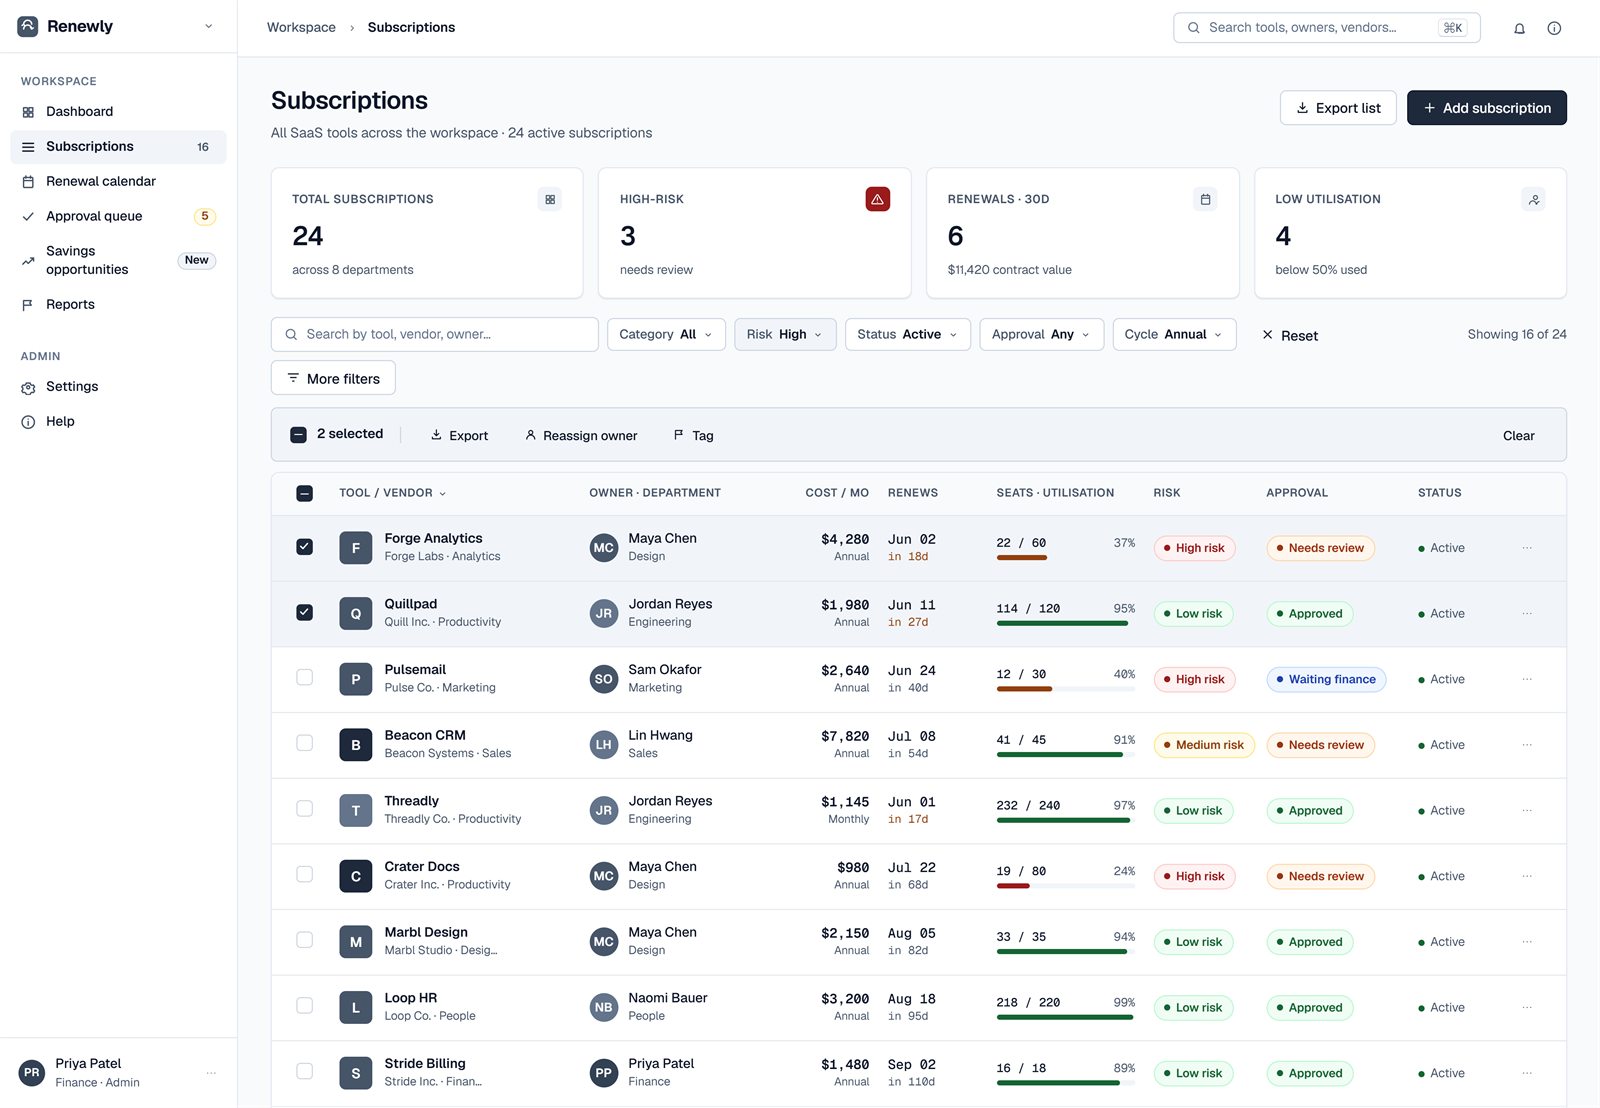 Renewly
WORKSPACE
Dashboard
Subscriptions 16
Renewal calendar
Approval queue 5
Savings
opportunities New
Reports
ADMIN
Settings
Help
PR Priya Patel
Finance · Admin
Workspace › Subscriptions
Search tools, owners, vendors... ⌘K
Subscriptions
All SaaS tools across the workspace · 24 active subscriptions
Export list
+ Add subscription
TOTAL SUBSCRIPTIONS
24
across 8 departments
HIGH-RISK
3
needs review
RENEWALS · 30D
6
$11,420 contract value
LOW UTILISATION
4
below 50% used
Search by tool, vendor, owner...
Category All
Risk High
Status Active
Approval Any
Cycle Annual
Reset
Showing 16 of 24
More filters
2 selected
Export
Reassign owner
Tag
Clear
TOOL / VENDOR OWNER · DEPARTMENT COST / MO RENEWS SEATS · UTILISATION RISK APPROVAL STATUS
F Forge Analytics MC Maya Chen $4,280 Jun 02 22 / 60 37% High risk Needs review Active ...
Forge Labs · Analytics Design Annual in 18d
Q Quillpad JR Jordan Reyes $1,980 Jun 11 114 / 120 95% Low risk Approved Active ...
Quill Inc. · Productivity Engineering Annual in 27d
P Pulsemail SO Sam Okafor $2,640 Jun 24 12 / 30 40% High risk Waiting finance Active ...
Pulse Co. · Marketing Marketing Annual in 40d
B Beacon CRM LH Lin Hwang $7,820 Jul 08 41 / 45 91% Medium risk Needs review Active ...
Beacon Systems · Sales Sales Annual in 54d
T Threadly JR Jordan Reyes $1,145 Jun 01 232 / 240 97% Low risk Approved Active ...
Threadly Co. · Productivity Engineering Monthly in 17d
C Crater Docs MC Maya Chen $980 Jul 22 19 / 80 24% High risk Needs review Active ...
Crater Inc. · Productivity Design Annual in 68d
M Marbl Design MC Maya Chen $2,150 Aug 05 33 / 35 94% Low risk Approved Active ...
Marbl Studio · Desig... Design Annual in 82d
L Loop HR NB Naomi Bauer $3,200 Aug 18 218 / 220 99% Low risk Approved Active ...
Loop Co. · People People Annual in 95d
S Stride Billing PP Priya Patel $1,480 Sep 02 16 / 18 89% Low risk Approved Active ...
Stride Inc. · Finan... Finance Annual in 110d